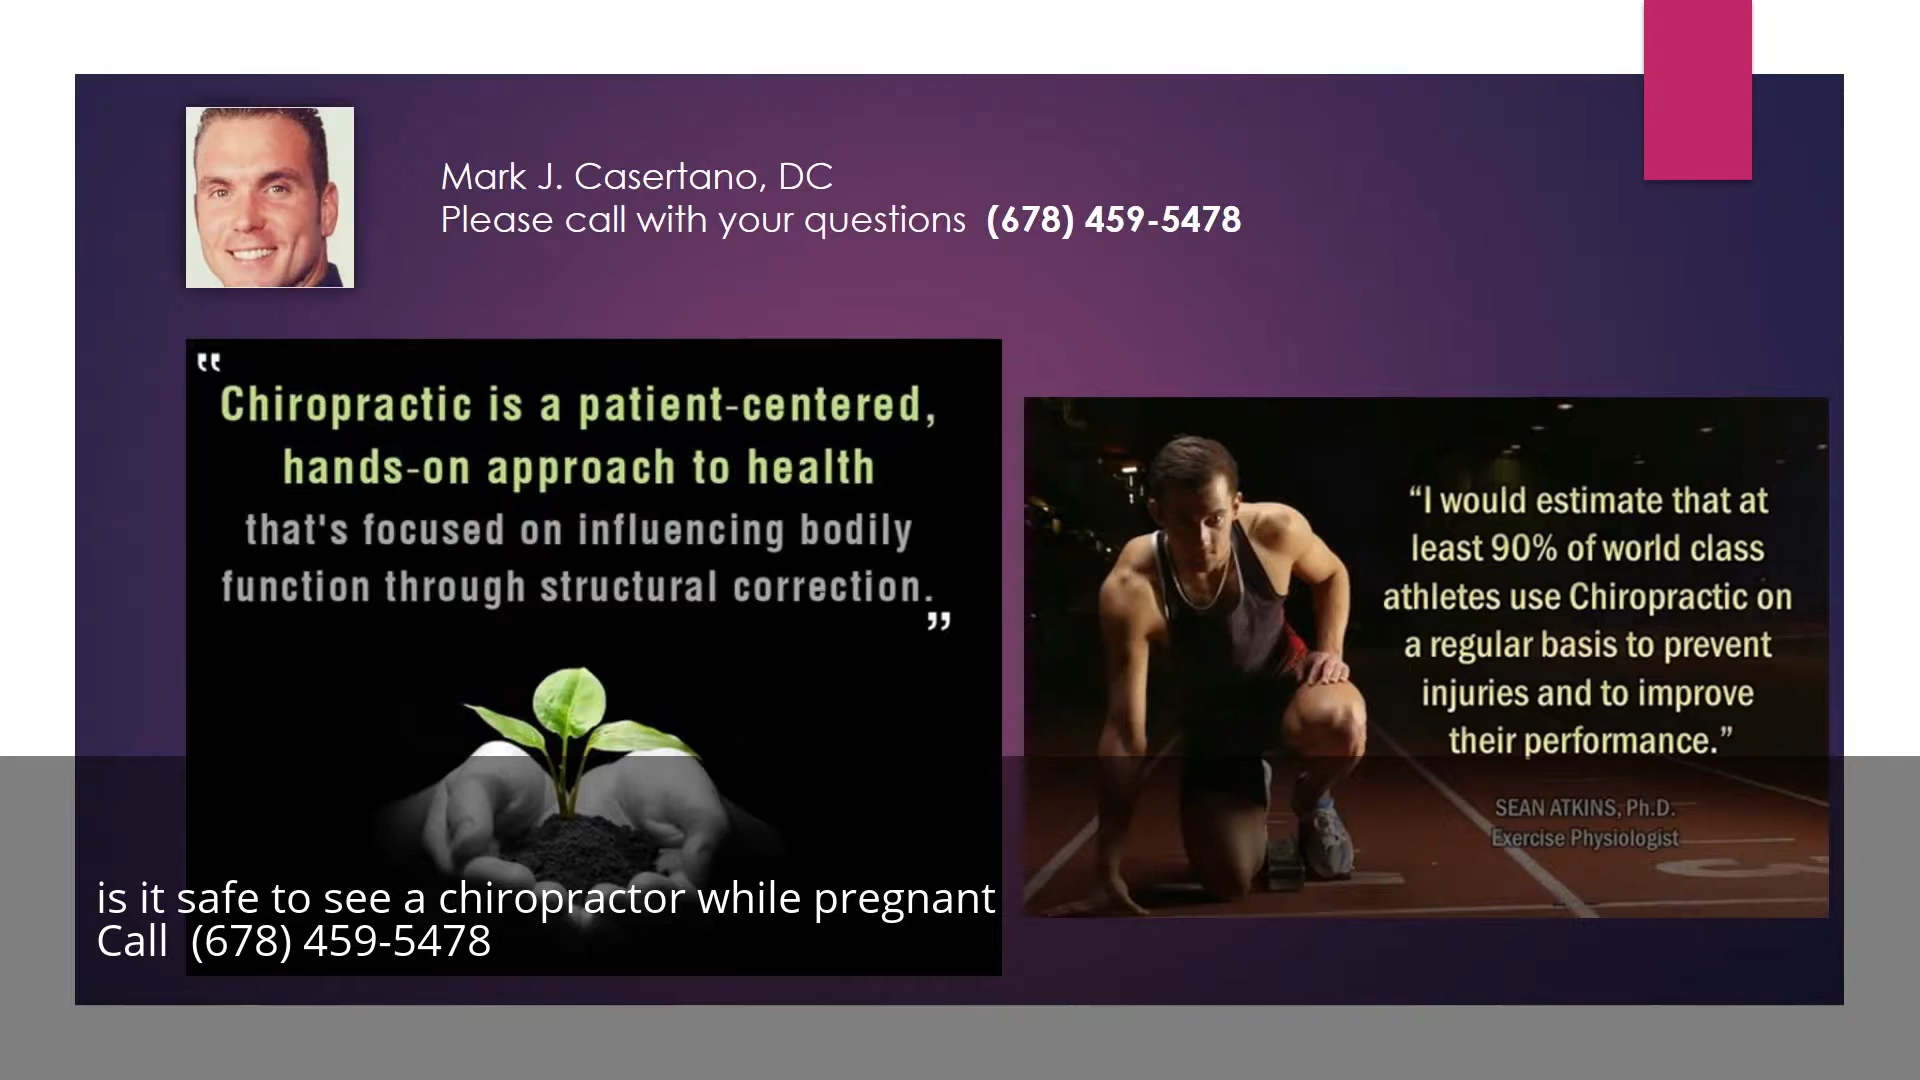 Mark J. Casertano, DC
Please call with your questions (678) 459-5478
"
Chiropractic is a patient-centered,
hands-on approach to health
that's focused on influencing bodily
function through structural correction.
"
“I would estimate that at
least 90% of world class
athletes use Chiropractic on
a regular basis to prevent
injuries and to improve
their performance.”
SEAN ATKINS, Ph.D.
Exercise Physiologist
is it safe to see a chiropractor while pregnant
Call (678) 459-5478